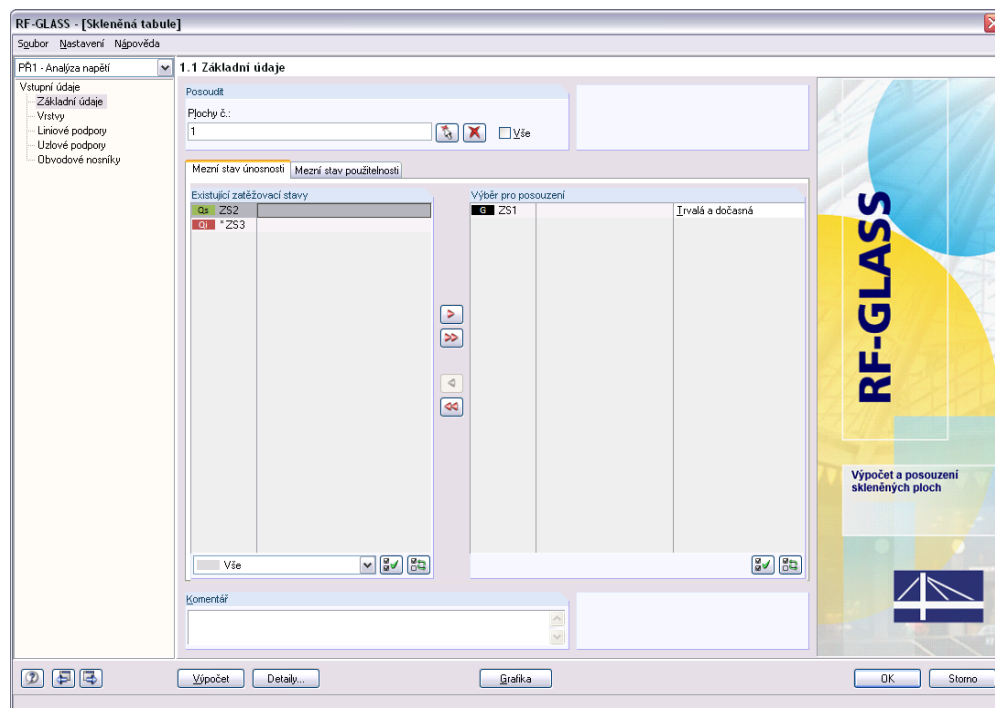 RF-GLASS - [Skleněná tabule]
Soubor Nastavení Nápověda
PŘ1 - Analýza napětí
1.1 Základní údaje
Vstupní údaje
Základní údaje
Vrstvy
Liniové podpory
Uzlové podpory
Obvodové nosníky
Posoudit
Plochy č.:
1
Vše
Mezní stav únosnosti Mezní stav použitelnosti
Existující zatěžovací stavy
Qs ZS2
Qi *ZS3
Vše
Výběr pro posouzení
G ZS1 Trvalá a dočasná
> 
>>
<
<<
Komentář
RF-GLASS
Výpočet a posouzení
skleněných ploch
? Výpočet Detaily... Grafika OK Storno